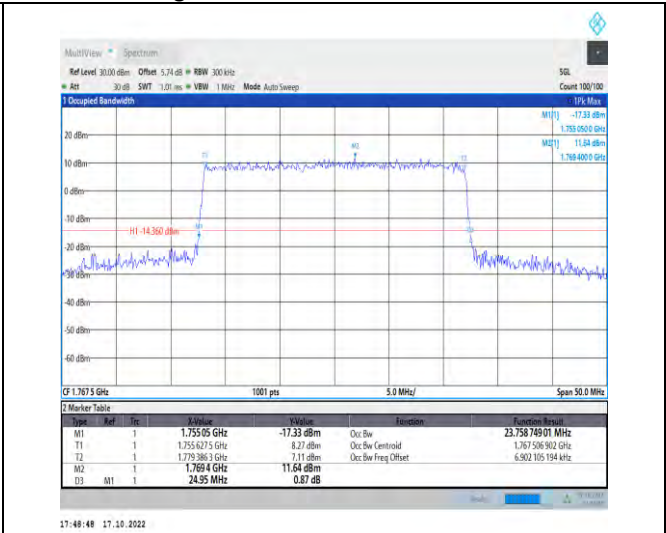 MultiView Spectrum
Ref Level 30.00 dBm Offset 5.74 dB RBW 300 kHz SGL
Att 30 dB SWT 1.01 ms VBW 1 MHz Mode Auto Sweep Count 100/100
1 Occupied Bandwidth 1Pk Max
M1[1] -17.33 dBm
1.755 050 0 GHz
M2[1] 11.64 dBm
1.769 400 0 GHz
20 dBm
M2
T1
T2
10 dBm
0 dBm
-10 dBm
H1 -14.360 dBm
M1
D3
-20 dBm
-30 dBm
-40 dBm
-50 dBm
-60 dBm
CF 1.767 5 GHz 1001 pts 5.0 MHz/ Span 50.0 MHz
2 Marker Table
Type Ref Trc X-Value Y-Value Function Function Result
M1 1 1.755 05 GHz -17.33 dBm Occ Bw 23.758 749 01 MHz
T1 1 1.755 627 5 GHz 8.27 dBm Occ Bw Centroid 1.767 506 902 GHz
T2 1 1.779 386 3 GHz 7.11 dBm Occ Bw Freq Offset 6.902 105 194 kHz
M2 1 1.769 4 GHz 11.64 dBm
D3 M1 1 24.95 MHz 0.87 dB
17:48:48 17.10.2022